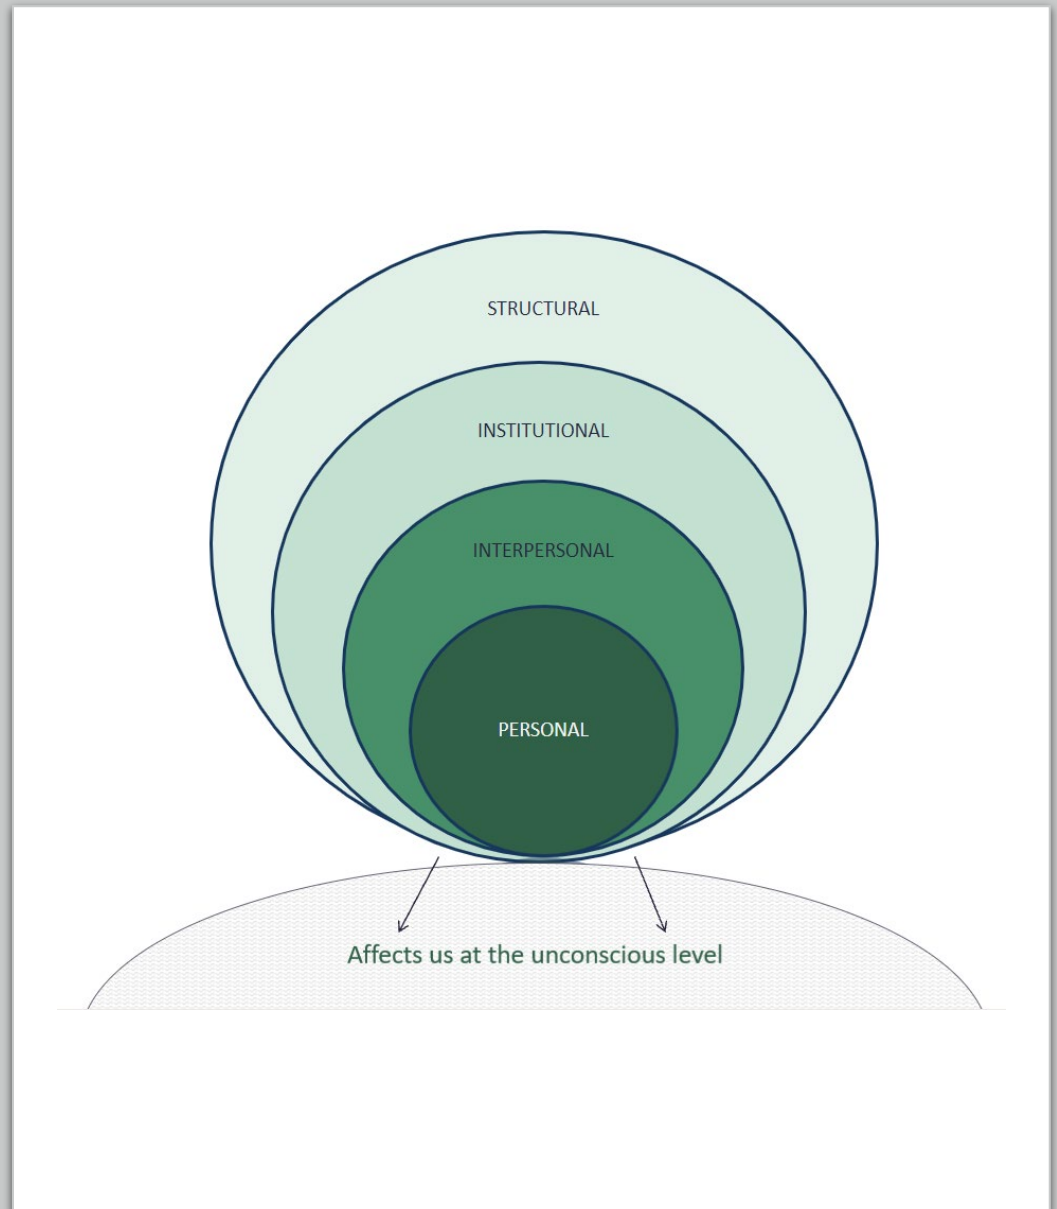 STRUCTURAL
INSTITUTIONAL
INTERPERSONAL
PERSONAL
Affects us at the unconscious level